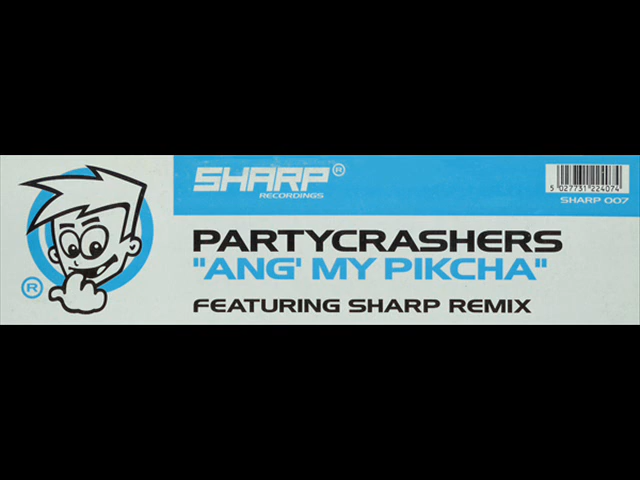 SHARP®
RECORDINGS
5 027731 224074
SHARP 007
PARTYCRASHERS
"ANG' MY PIKCHA"
FEATURING SHARP REMIX
®